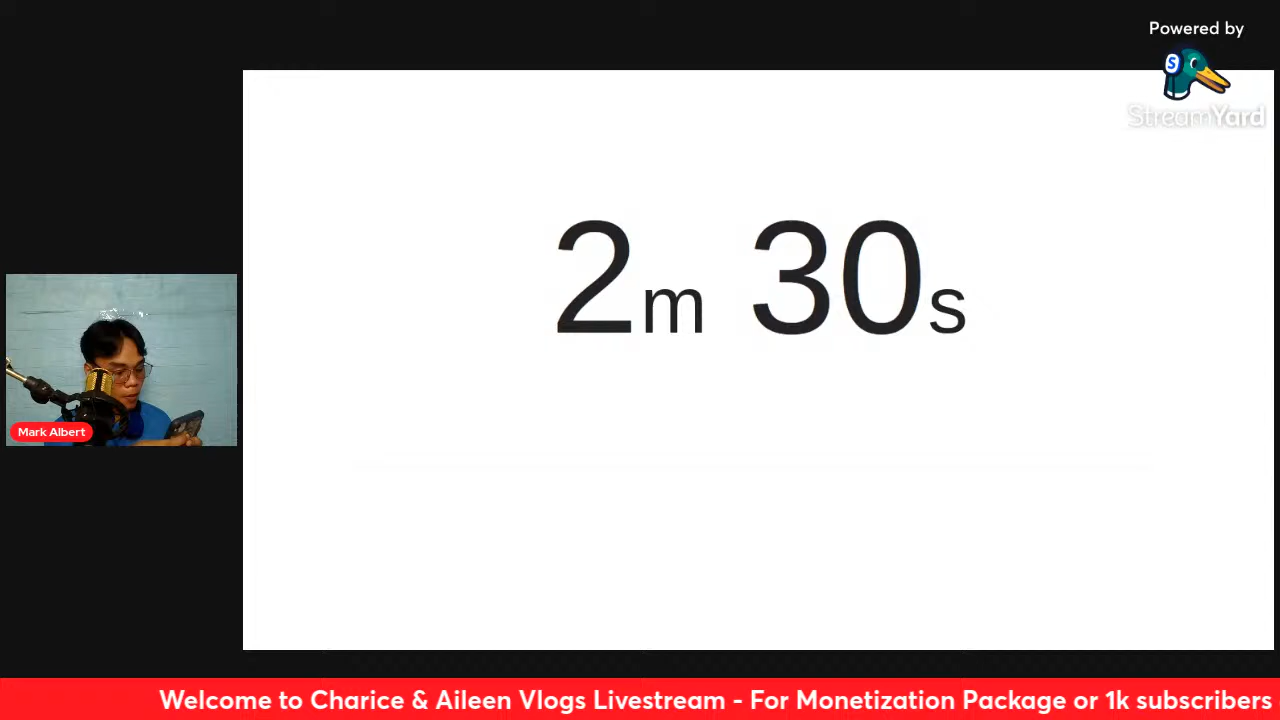 Powered by
S
StreamYard
2m 30s
Mark Albert
Welcome to Charice & Aileen Vlogs Livestream - For Monetization Package or 1k subscribers